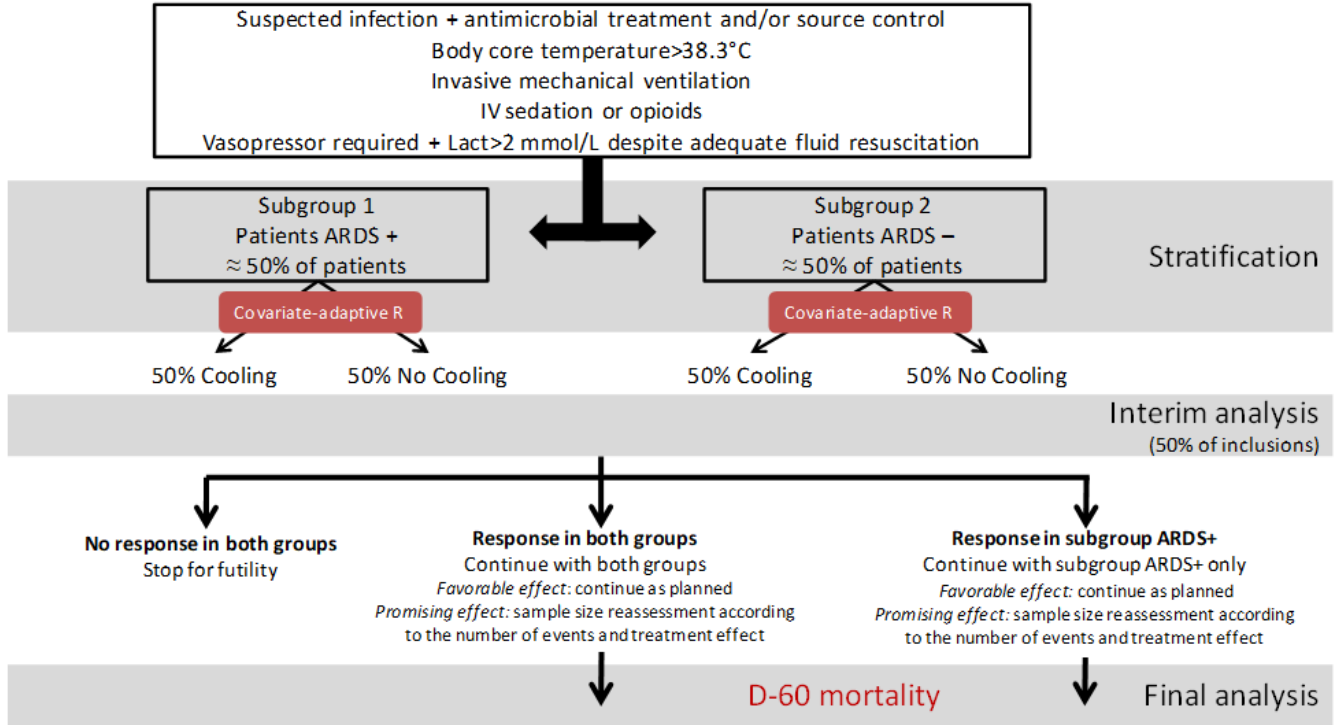 Suspected infection + antimicrobial treatment and/or source control
Body core temperature>38.3°C
Invasive mechanical ventilation
IV sedation or opioids
Vasopressor required + Lact>2 mmol/L despite adequate fluid resuscitation
Subgroup 1
Patients ARDS +
≈ 50% of patients
Subgroup 2
Patients ARDS –
≈ 50% of patients
Stratification
Covariate-adaptive R
Covariate-adaptive R
50% Cooling
50% No Cooling
50% Cooling
50% No Cooling
Interim analysis
(50% of inclusions)
No response in both groups
Stop for futility
Response in both groups
Continue with both groups
Favorable effect: continue as planned
Promising effect: sample size reassessment according
to the number of events and treatment effect
Response in subgroup ARDS+
Continue with subgroup ARDS+ only
Favorable effect: continue as planned
Promising effect: sample size reassessment according
to the number of events and treatment effect
D-60 mortality
Final analysis